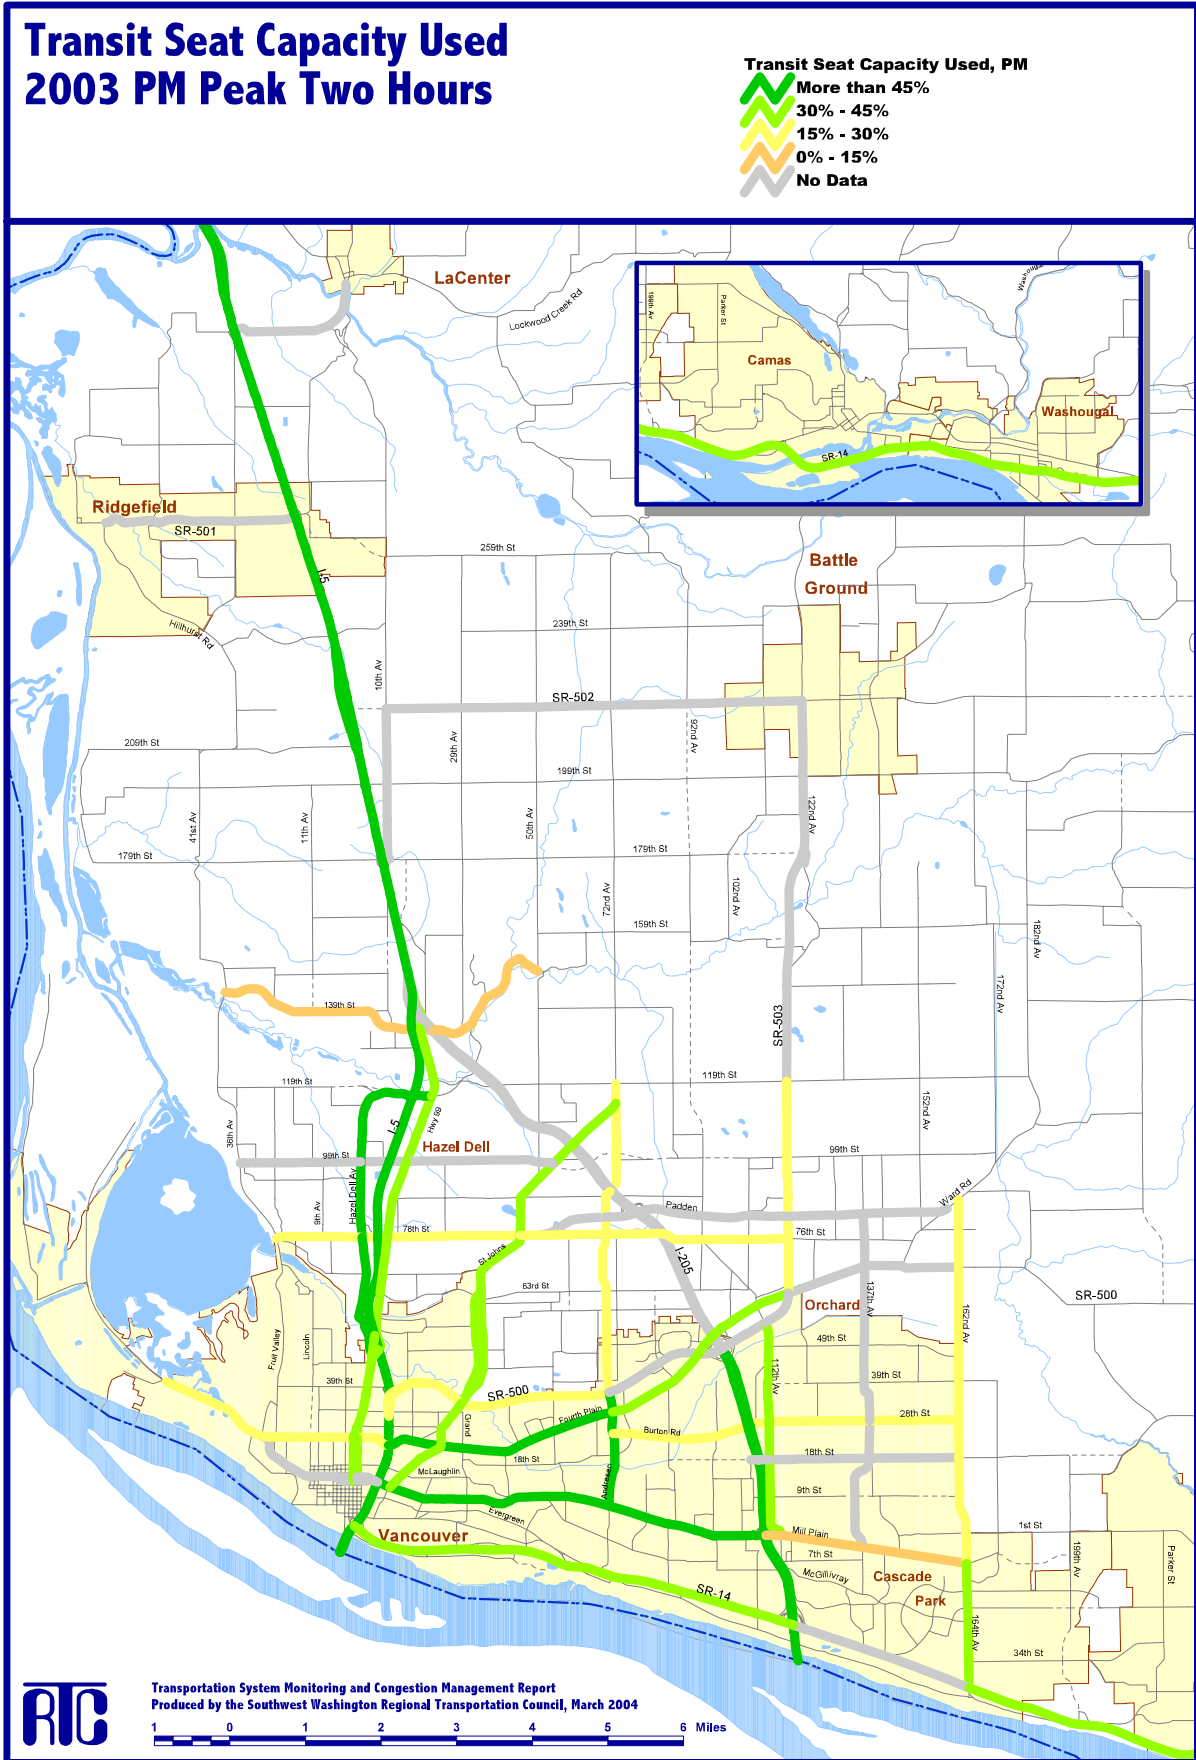 Transit Seat Capacity Used
2003 PM Peak Two Hours
Transit Seat Capacity Used, PM
More than 45%
30% - 45%
15% - 30%
0% - 15%
No Data
LaCenter
Lockwood Creek Rd
199th Av
Parker St
Camas
Washougal
SR-14
Ridgefield
SR-501
I-5
Hillhurst Rd
259th St
Battle
Ground
239th St
10th Av
SR-502
209th St
29th Av
92nd Av
199th St
41st Av
11th Av
50th Av
122nd Av
179th St
179th St
72nd Av
102nd Av
159th St
182nd Av
172nd Av
139th St
SR-503
119th St
119th St
152nd Av
36th Av
I-5
Hwy 99
Hazel Dell
99th St
99th St
Hazel Dell Av
9th Av
78th St
Padden
Ward Rd
76th St
St Johns
I-205
63rd St
137th Av
SR-500
Orchard
162nd Av
Fruit Valley
Lincoln
49th St
112th Av
39th St
39th St
SR-500
Grand
Fourth Plain
28th St
Burton Rd
18th St
18th St
McLaughlin
Andresen
9th St
Evergreen
Vancouver
Mill Plain
1st St
7th St
McGillivray
Cascade
Park
199th Av
Parker St
SR-14
164th Av
34th St
RTC
Transportation System Monitoring and Congestion Management Report
Produced by the Southwest Washington Regional Transportation Council, March 2004
1 0 1 2 3 4 5 6 Miles